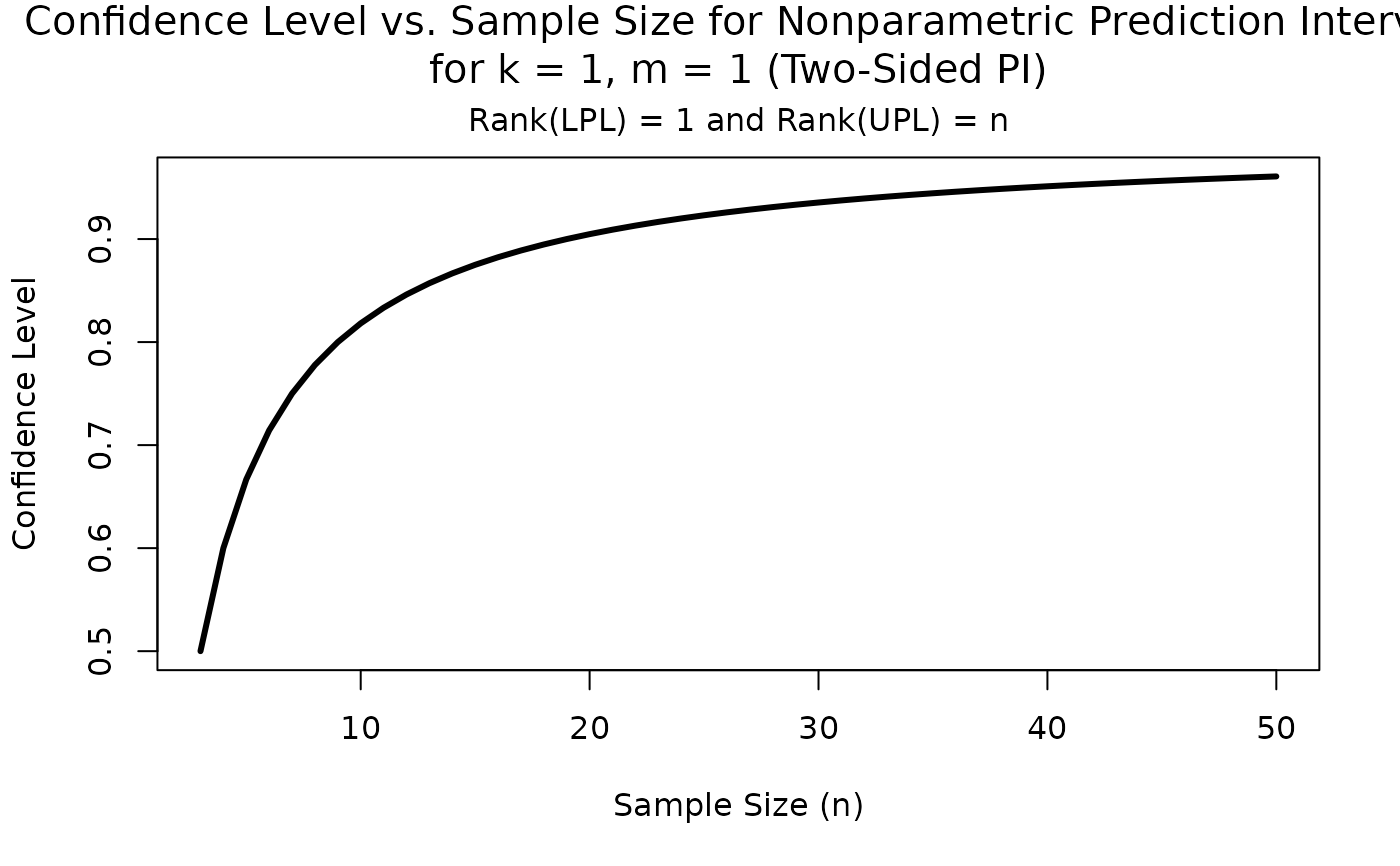 Confidence Level vs. Sample Size for Nonparametric Prediction Interv
for k = 1, m = 1 (Two-Sided PI)
Rank(LPL) = 1 and Rank(UPL) = n
Confidence Level
0.9
0.8
0.7
0.6
0.5
10 20 30 40 50
Sample Size (n)